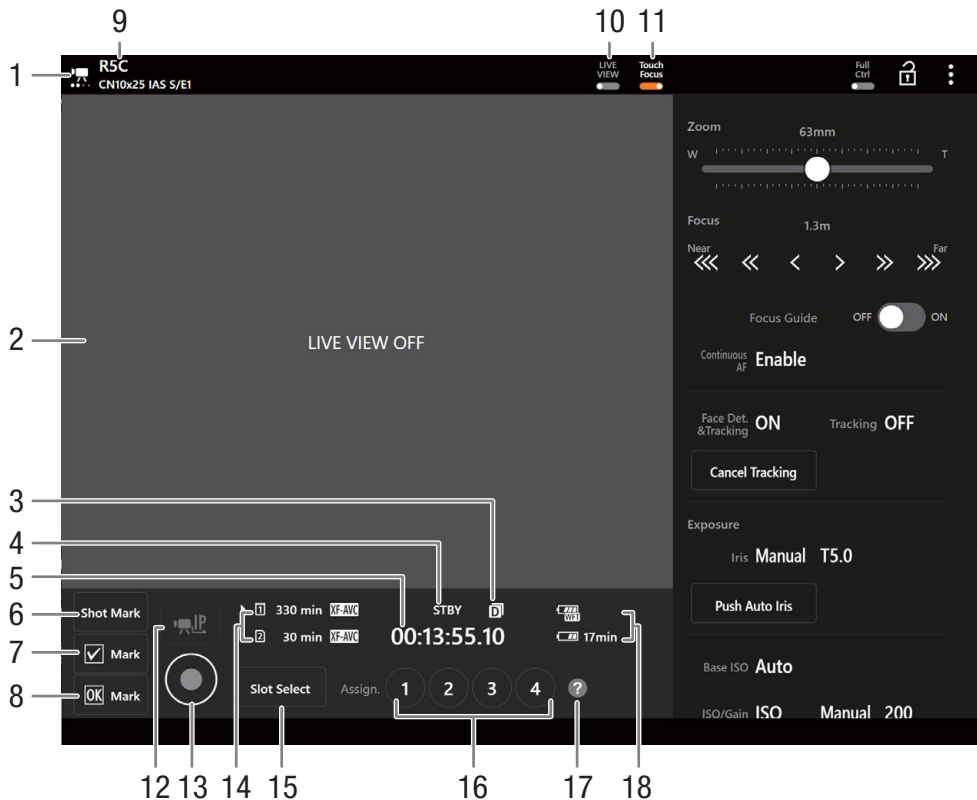 9 10 11
1
R5C
CN10x25 IAS S/E1
LIVE VIEW
Touch Focus
Full Ctrl
Zoom 63mm
W T
Focus 1.3m
Near Far
2
LIVE VIEW OFF
Focus Guide OFF ON
Continuous AF Enable
Face Det. &Tracking ON Tracking OFF
Cancel Tracking
3
4
5
Exposure
Iris Manual T5.0
Push Auto Iris
6
Shot Mark
1 330 min XF-AVC STBY D WFT
7
Mark
IP
2 30 min XF-AVC 00:13:55.10 17min
8
OK Mark
Slot Select Assign. 1 2 3 4 ?
Base ISO Auto
ISO/Gain ISO Manual 200
12 13 14 15 16 17 18